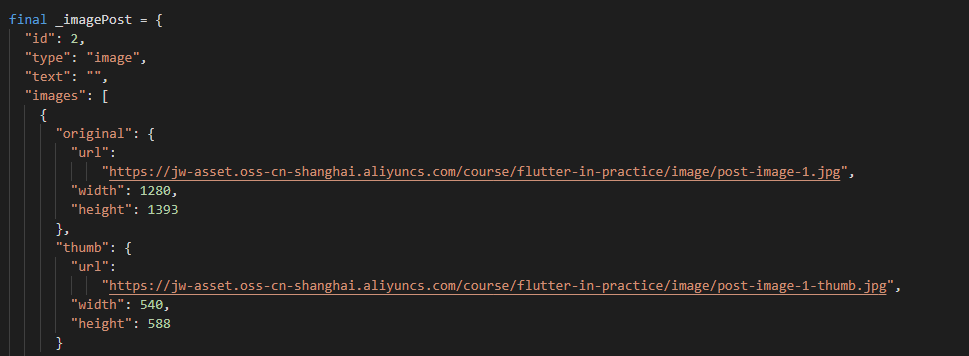 final _imagePost = {
"id": 2,
"type": "image",
"text": "",
"images": [
{
"original": {
"url":
"https://jw-asset.oss-cn-shanghai.aliyuncs.com/course/flutter-in-practice/image/post-image-1.jpg",
"width": 1280,
"height": 1393
},
"thumb": {
"url":
"https://jw-asset.oss-cn-shanghai.aliyuncs.com/course/flutter-in-practice/image/post-image-1-thumb.jpg",
"width": 540,
"height": 588
}